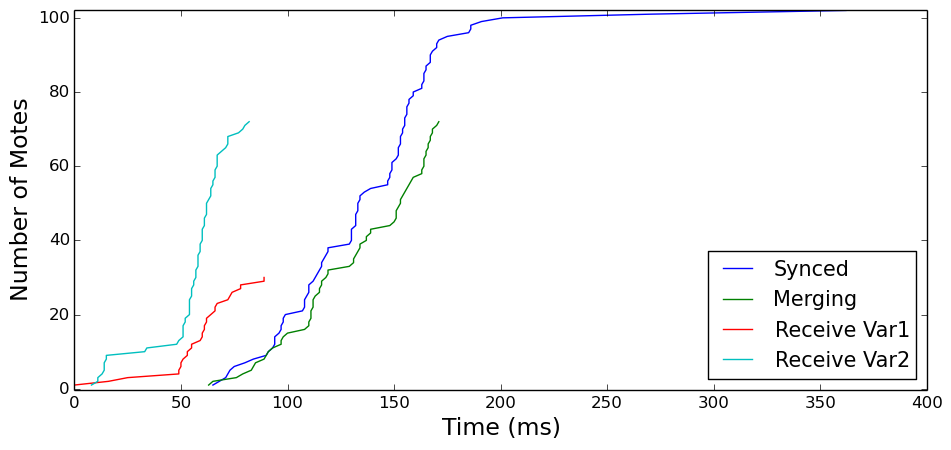 100
80
60
40
20
0
Number of Motes
0 50 100 150 200 250 300 350 400
Time (ms)
Synced
Merging
Receive Var1
Receive Var2